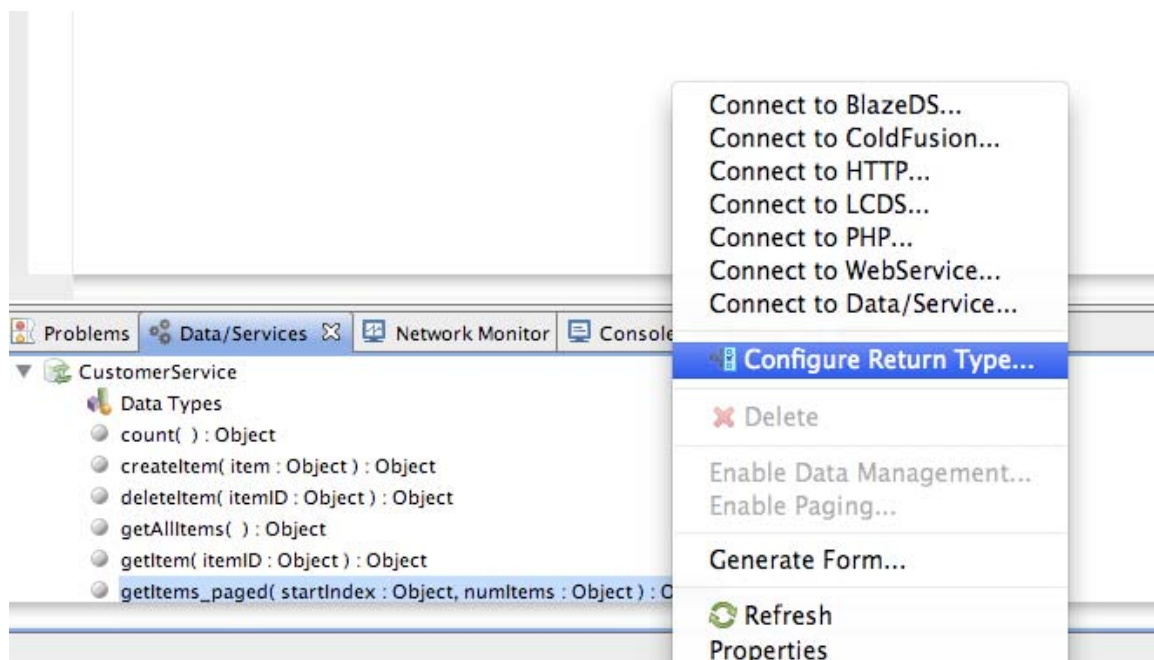 Connect to BlazeDS...
Connect to ColdFusion...
Connect to HTTP...
Connect to LCDS...
Connect to PHP...
Connect to WebService...
Connect to Data/Service...
Configure Return Type...
Delete
Enable Data Management...
Enable Paging...
Generate Form...
Refresh
Properties
Problems Data/Services Network Monitor Console
CustomerService
Data Types
count( ) : Object
createItem( item : Object ) : Object
deleteItem( itemID : Object ) : Object
getAllItems( ) : Object
getItem( itemID : Object ) : Object
getItems_paged( startIndex : Object, numItems : Object ) : O